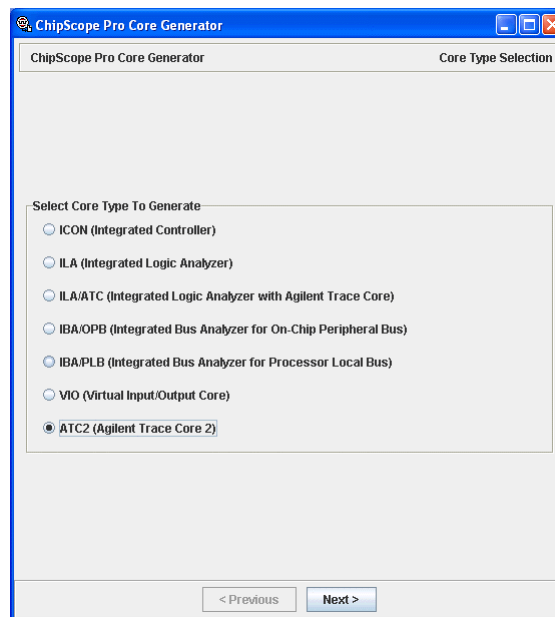 ChipScope Pro Core Generator
ChipScope Pro Core Generator Core Type Selection
Select Core Type To Generate
ICON (Integrated Controller)
ILA (Integrated Logic Analyzer)
ILA/ATC (Integrated Logic Analyzer with Agilent Trace Core)
IBA/OPB (Integrated Bus Analyzer for On-Chip Peripheral Bus)
IBA/PLB (Integrated Bus Analyzer for Processor Local Bus)
VIO (Virtual Input/Output Core)
ATC2 (Agilent Trace Core 2)
< Previous Next >